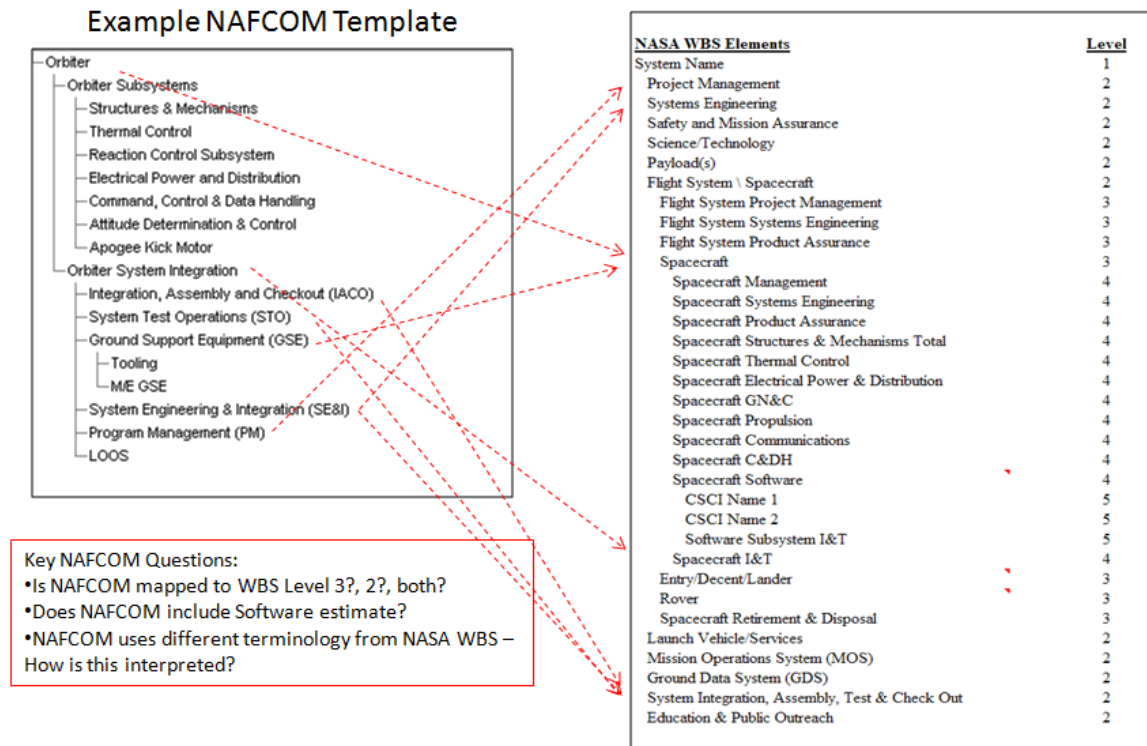 Example NAFCOM Template
Orbiter
Orbiter Subsystems
Structures & Mechanisms
Thermal Control
Reaction Control Subsystem
Electrical Power and Distribution
Command, Control & Data Handling
Attitude Determination & Control
Apogee Kick Motor
Orbiter System Integration
Integration, Assembly and Checkout (IACO)
System Test Operations (STO)
Ground Support Equipment (GSE)
Tooling
M/E GSE
System Engineering & Integration (SE&I)
Program Management (PM)
LOOS
Key NAFCOM Questions:
•Is NAFCOM mapped to WBS Level 3?, 2?, both?
•Does NAFCOM include Software estimate?
•NAFCOM uses different terminology from NASA WBS –
How is this interpreted?
NASA WBS Elements Level
System Name 1
Project Management 2
Systems Engineering 2
Safety and Mission Assurance 2
Science/Technology 2
Payload(s) 2
Flight System \ Spacecraft 2
Flight System Project Management 3
Flight System Systems Engineering 3
Flight System Product Assurance 3
Spacecraft 3
Spacecraft Management 4
Spacecraft Systems Engineering 4
Spacecraft Product Assurance 4
Spacecraft Structures & Mechanisms Total 4
Spacecraft Thermal Control 4
Spacecraft Electrical Power & Distribution 4
Spacecraft GN&C 4
Spacecraft Propulsion 4
Spacecraft Communications 4
Spacecraft C&DH 4
Spacecraft Software 4
CSCI Name 1 5
CSCI Name 2 5
Software Subsystem I&T 5
Spacecraft I&T 4
Entry/Decent/Lander 3
Rover 3
Spacecraft Retirement & Disposal 3
Launch Vehicle/Services 2
Mission Operations System (MOS) 2
Ground Data System (GDS) 2
System Integration, Assembly, Test & Check Out 2
Education & Public Outreach 2